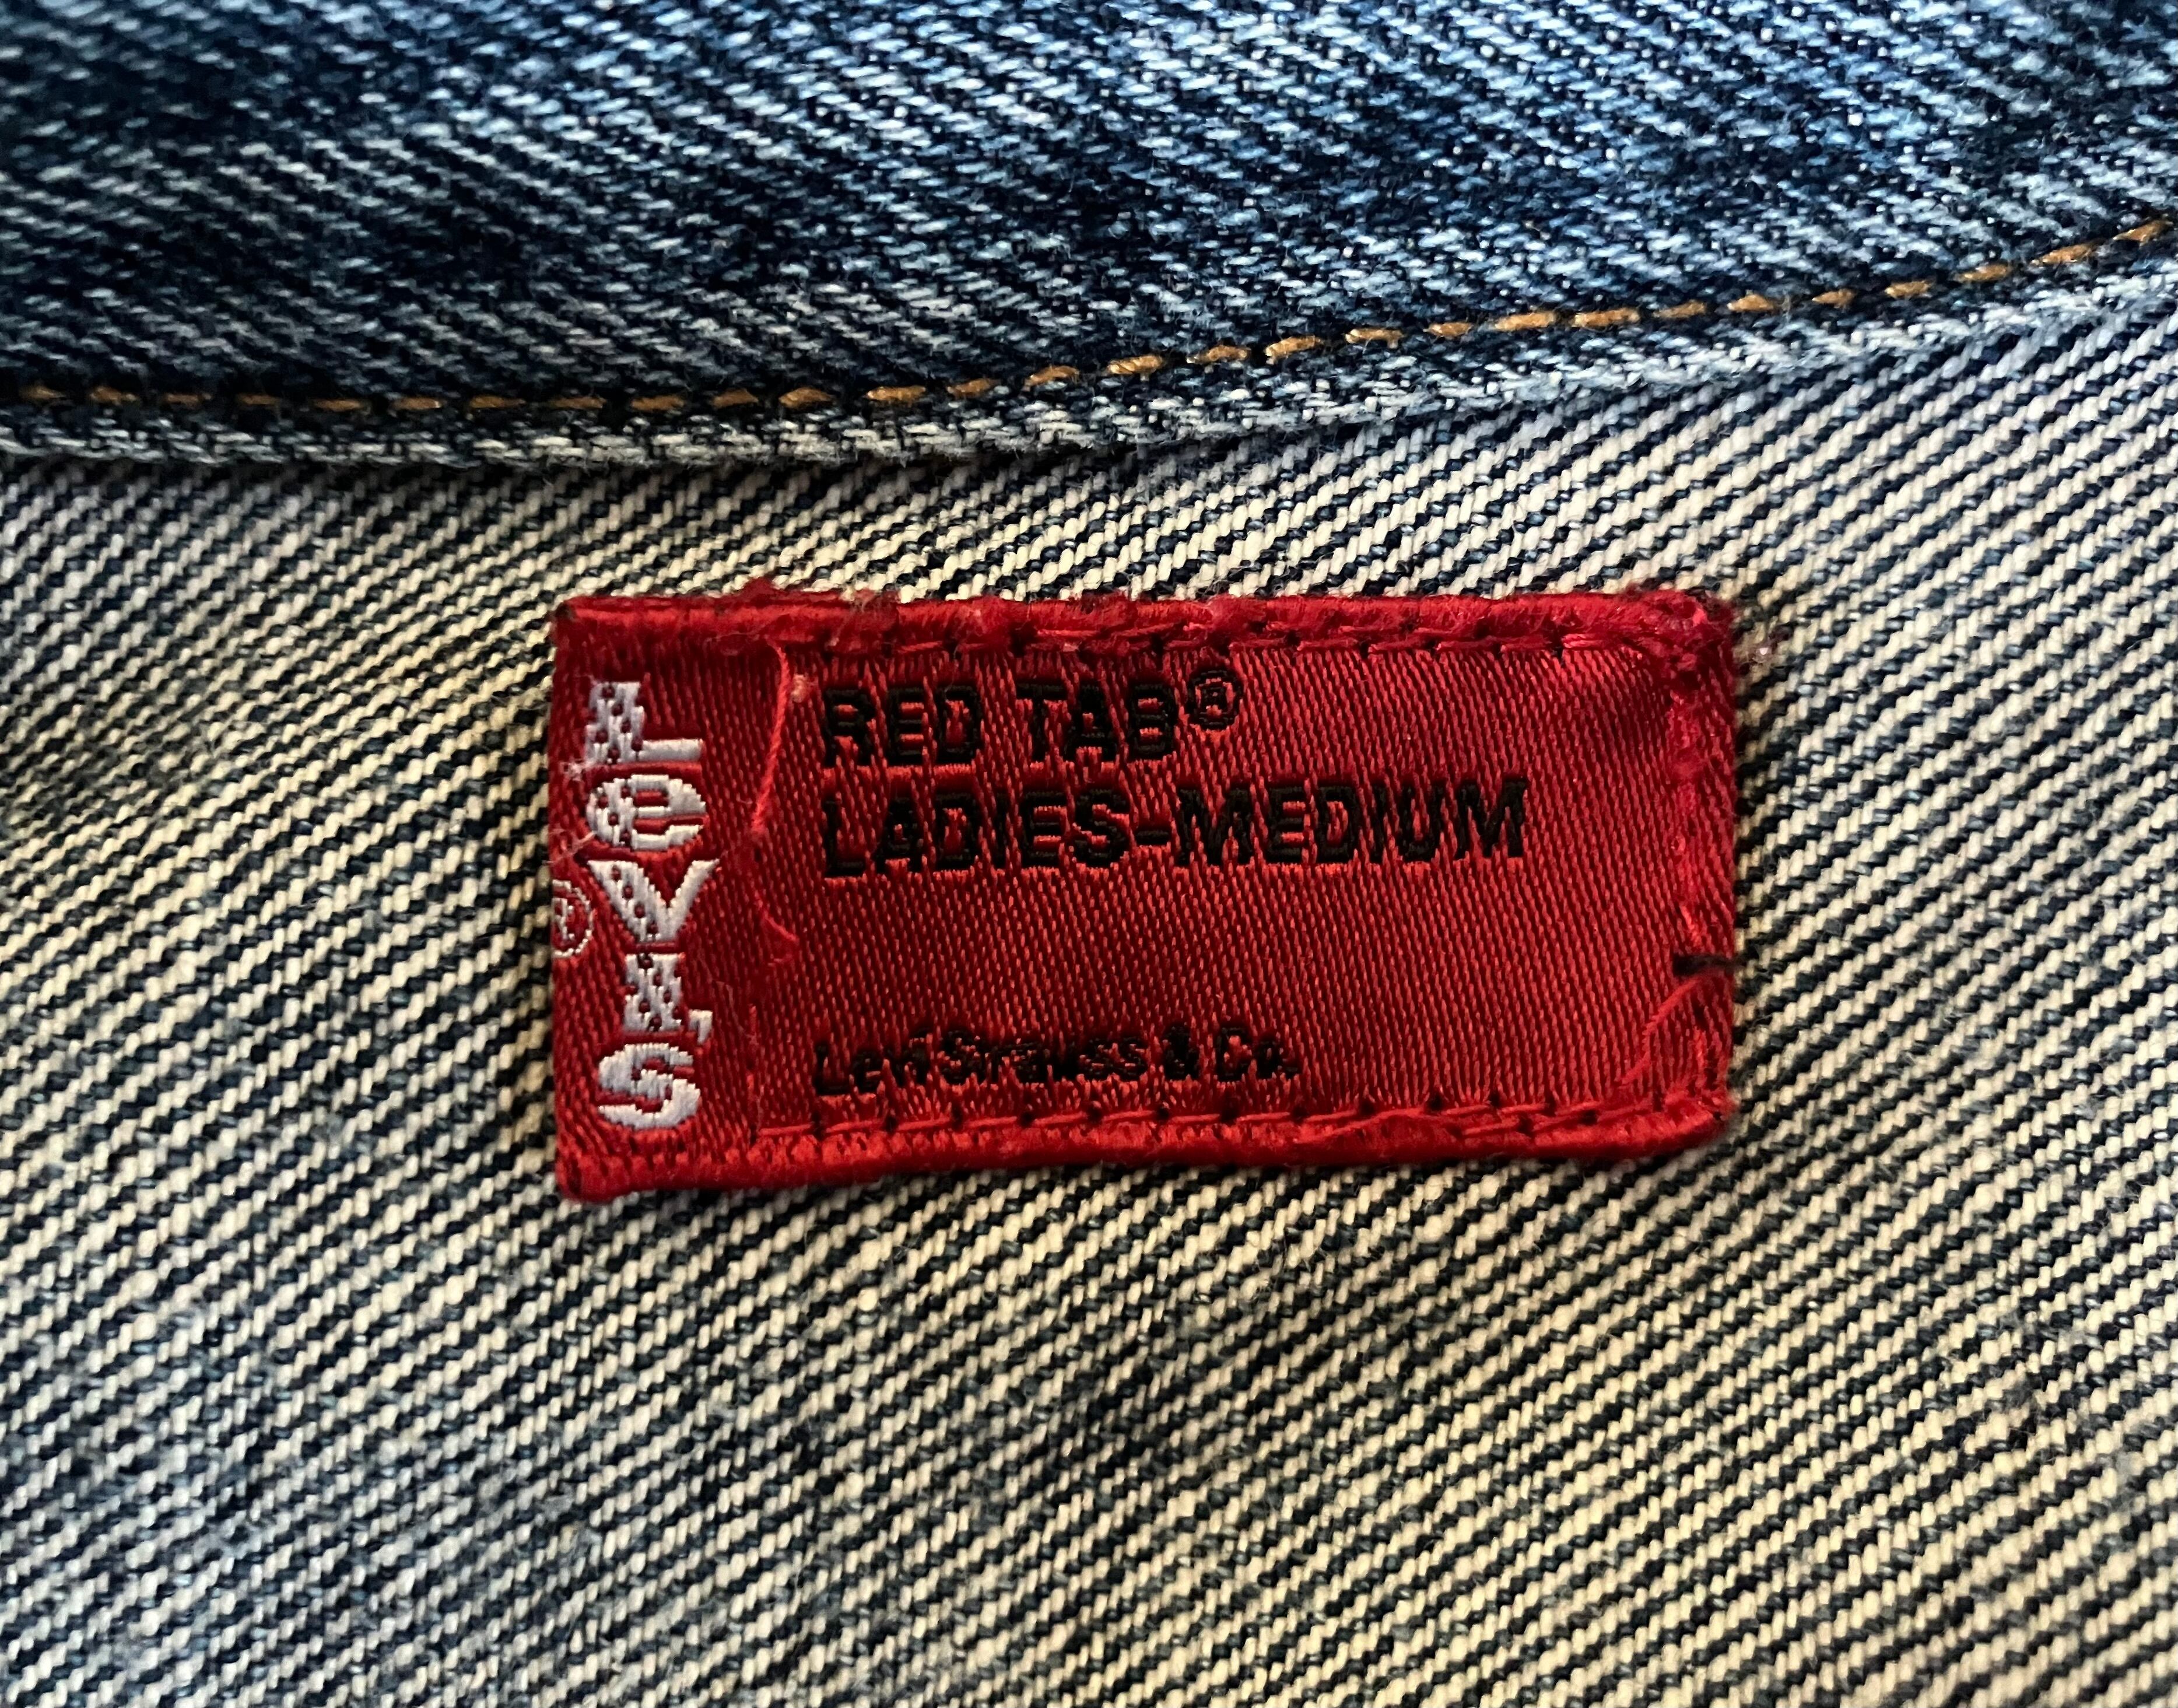 LeVI'S
®
RED TAB®
LADIES-MEDIUM
Levi Strauss & Co.